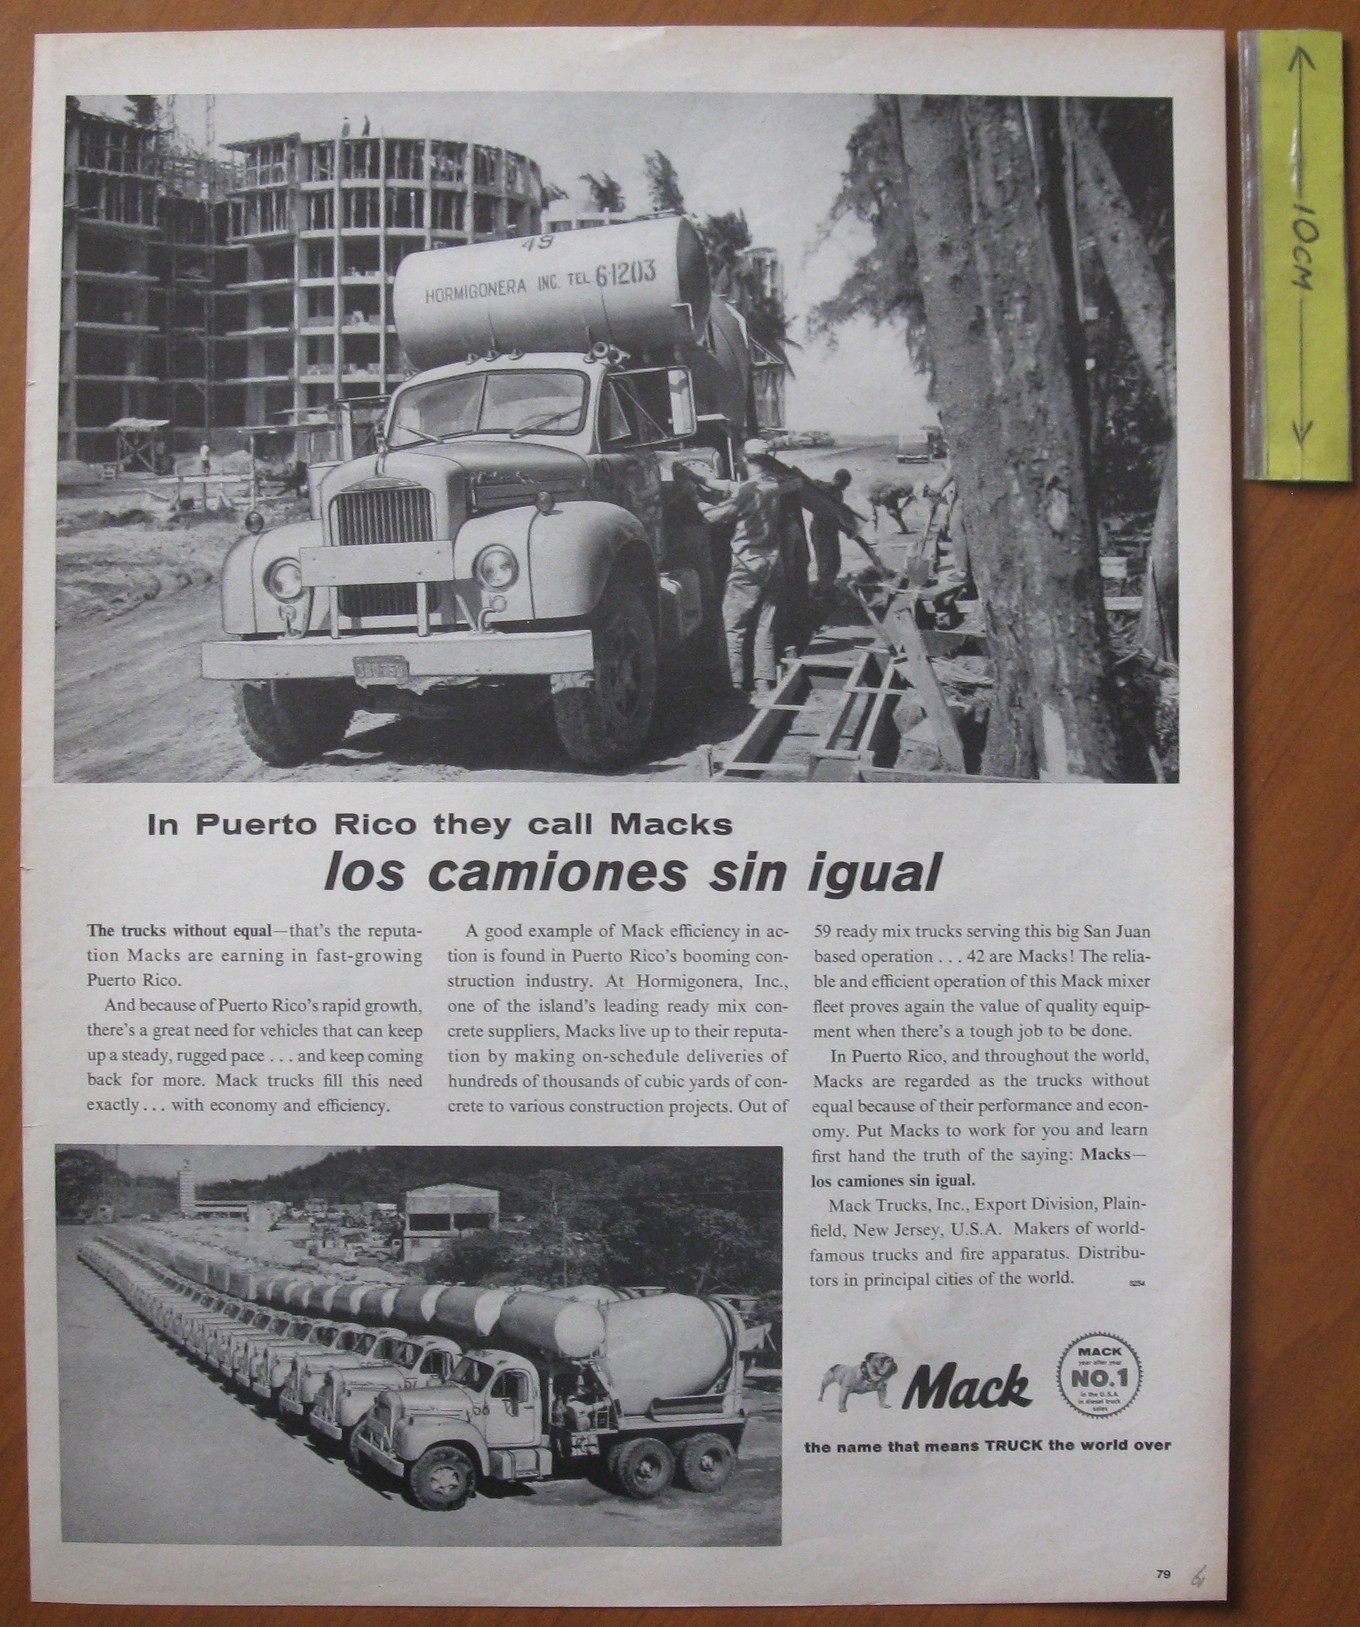 10CM
49
HORMIGONERA INC. TEL 61203
In Puerto Rico they call Macks
los camiones sin igual
The trucks without equal—that's the reputa-
tion Macks are earning in fast-growing
Puerto Rico.
And because of Puerto Rico's rapid growth,
there's a great need for vehicles that can keep
up a steady, rugged pace . . . and keep coming
back for more. Mack trucks fill this need
exactly . . . with economy and efficiency.
A good example of Mack efficiency in ac-
tion is found in Puerto Rico's booming con-
struction industry. At Hormigonera, Inc.,
one of the island's leading ready mix con-
crete suppliers, Macks live up to their reputa-
tion by making on-schedule deliveries of
hundreds of thousands of cubic yards of con-
crete to various construction projects. Out of
59 ready mix trucks serving this big San Juan
based operation . . . 42 are Macks! The relia-
ble and efficient operation of this Mack mixer
fleet proves again the value of quality equip-
ment when there's a tough job to be done.
In Puerto Rico, and throughout the world,
Macks are regarded as the trucks without
equal because of their performance and econ-
omy. Put Macks to work for you and learn
first hand the truth of the saying: Macks—
los camiones sin igual.
Mack Trucks, Inc., Export Division, Plain-
field, New Jersey, U.S.A. Makers of world-
famous trucks and fire apparatus. Distribu-
tors in principal cities of the world.
57
Mack
MACK
year after year
NO.1
in the U.S.A.
in diesel truck
sales
the name that means TRUCK the world over
79